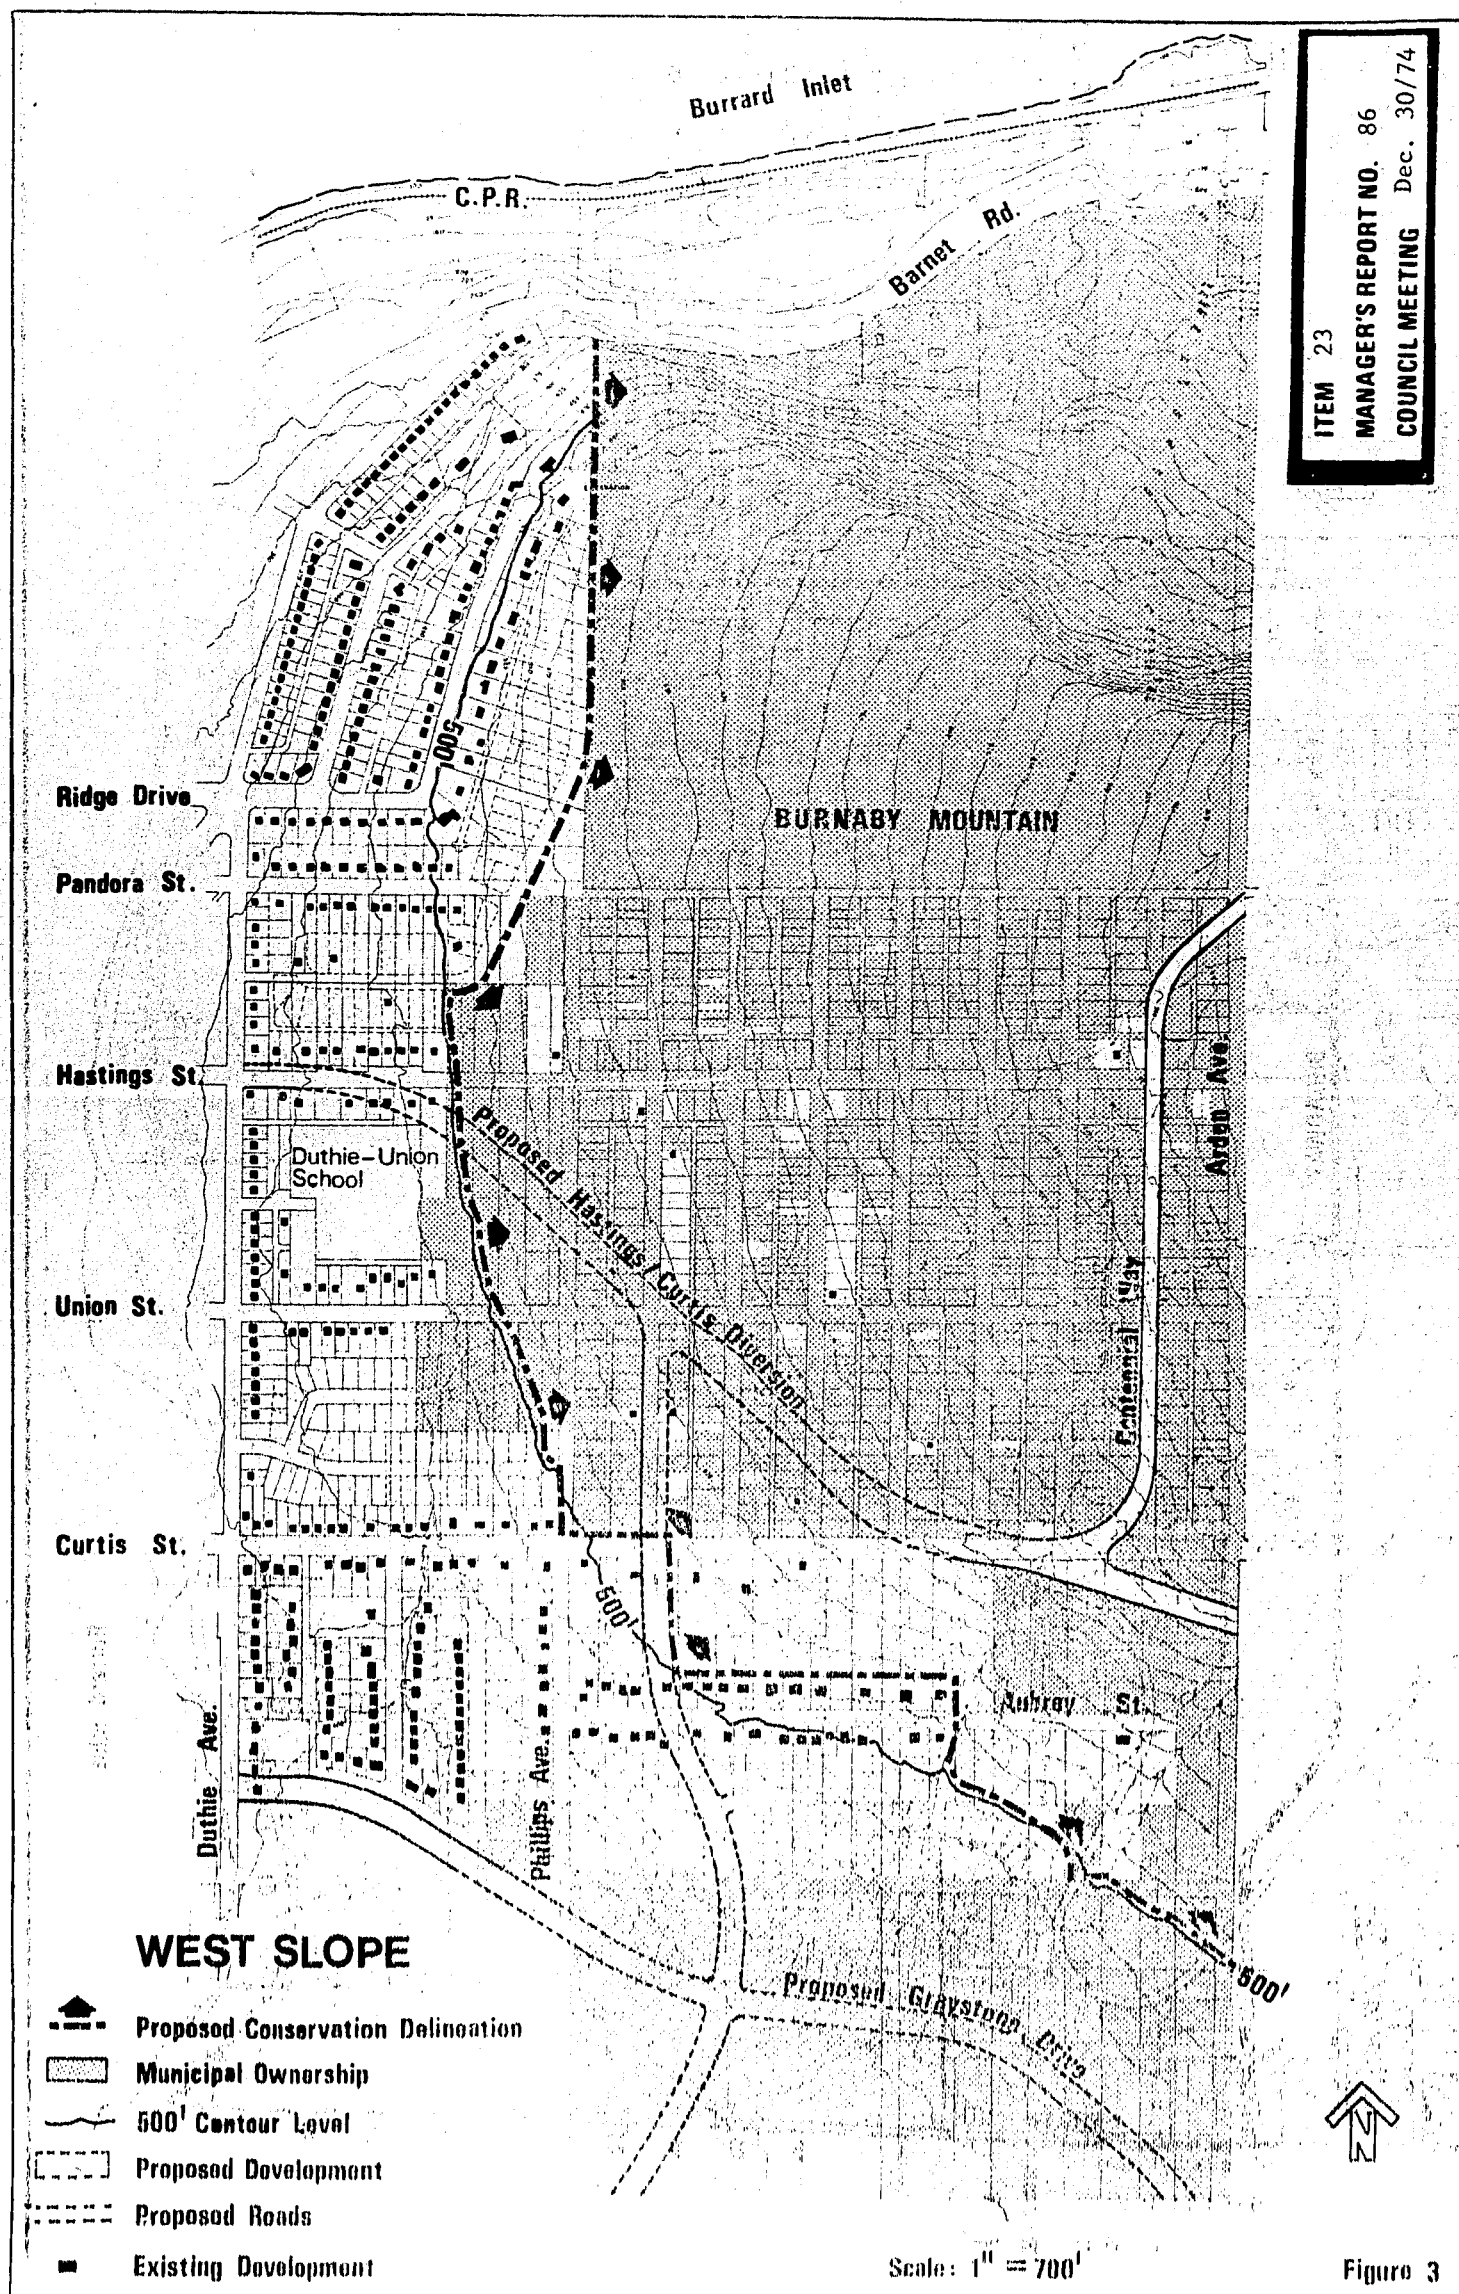 ITEM 23
MANAGER'S REPORT NO. 86
COUNCIL MEETING Dec. 30/74
Burrard Inlet
C.P.R.
Barnet Rd.
500
Ridge Drive
BURNABY MOUNTAIN
Pandora St.
Hastings St.
Arden Ave.
Proposed Hastings/Curtis Diversion
Duthie-Union
School
Centennial Way
Union St.
Curtis St.
500'
Aubrey St.
Duthie Ave.
Phillips Ave.
500'
Proposed Graystone Drive
WEST SLOPE
Proposed Conservation Delineation
Municipal Ownership
500' Contour Level
Proposed Development
Proposed Roads
Existing Development
N
Scale: 1" = 700'
Figure 3